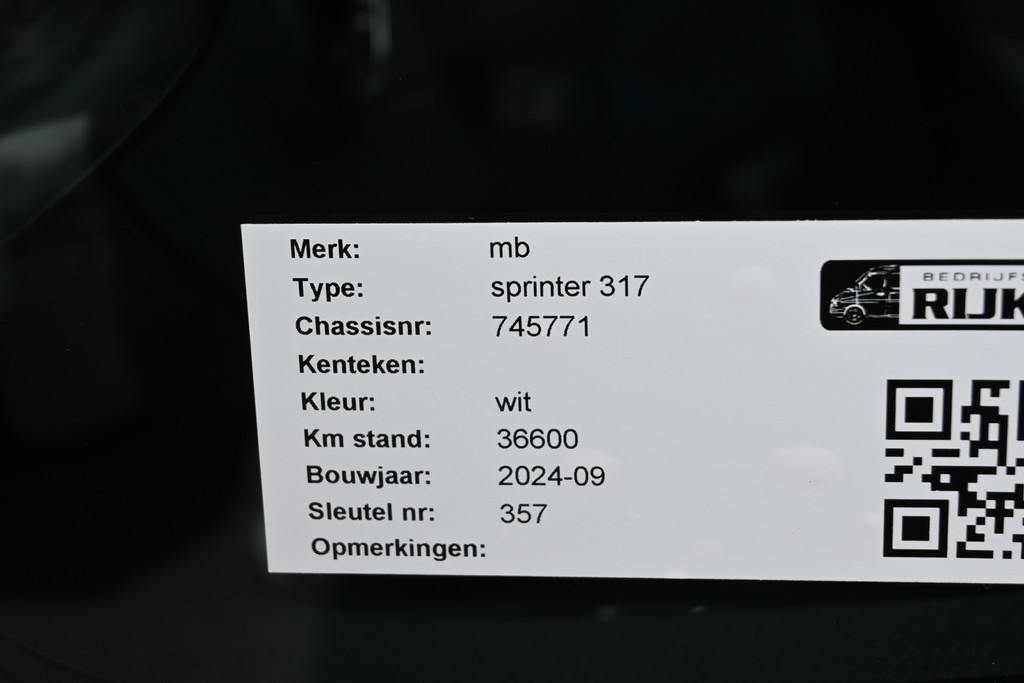 Merk: mb
Type: sprinter 317
Chassisnr: 745771
Kenteken:
Kleur: wit
Km stand: 36600
Bouwjaar: 2024-09
Sleutel nr: 357
Opmerkingen:
BEDRIJFS
RIJK